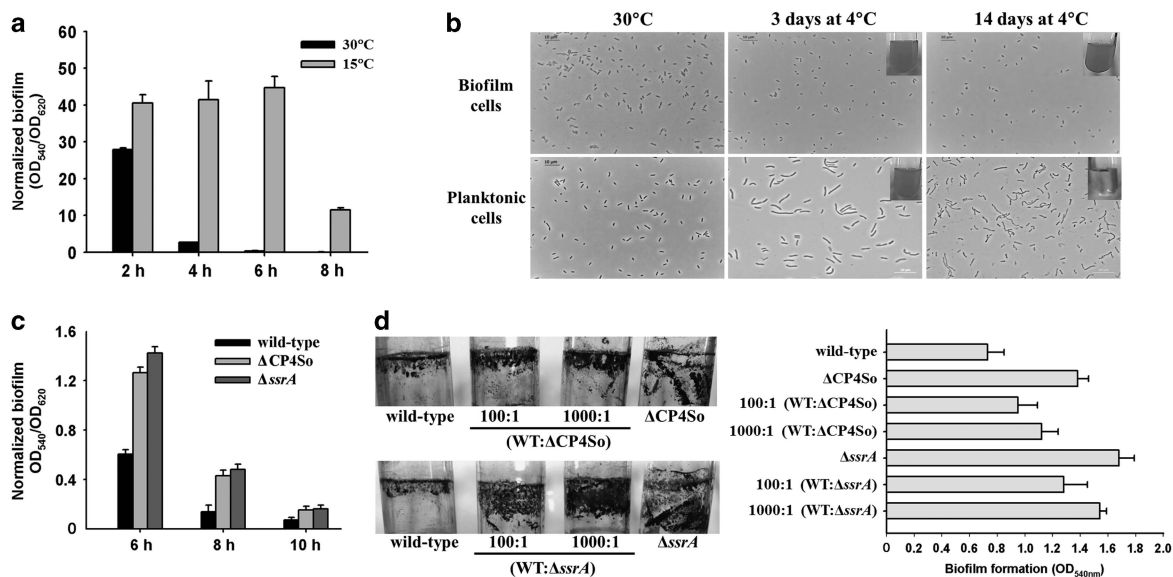 a
30°C
15°C
Normalized biofilm
(OD540/OD620)
60
50
40
30
20
10
0
2 h 4 h 6 h 8 h
b
30°C 3 days at 4°C 14 days at 4°C
Biofilm
cells
Planktonic
cells
10 μm
c
wild-type
ΔCP4So
ΔssrA
Normalized biofilm
OD540/OD620
1.6
1.2
0.8
0.4
0
6 h 8 h 10 h
d
wild-type 100:1 1000:1 ΔCP4So
(WT:ΔCP4So)
wild-type 100:1 1000:1 ΔssrA
(WT:ΔssrA)
wild-type
ΔCP4So
100:1 (WT:ΔCP4So)
1000:1 (WT:ΔCP4So)
ΔssrA
100:1 (WT:ΔssrA)
1000:1 (WT:ΔssrA)
0 0.2 0.4 0.6 0.8 1.0 1.2 1.4 1.6 1.8 2.0
Biofilm formation (OD540nm)